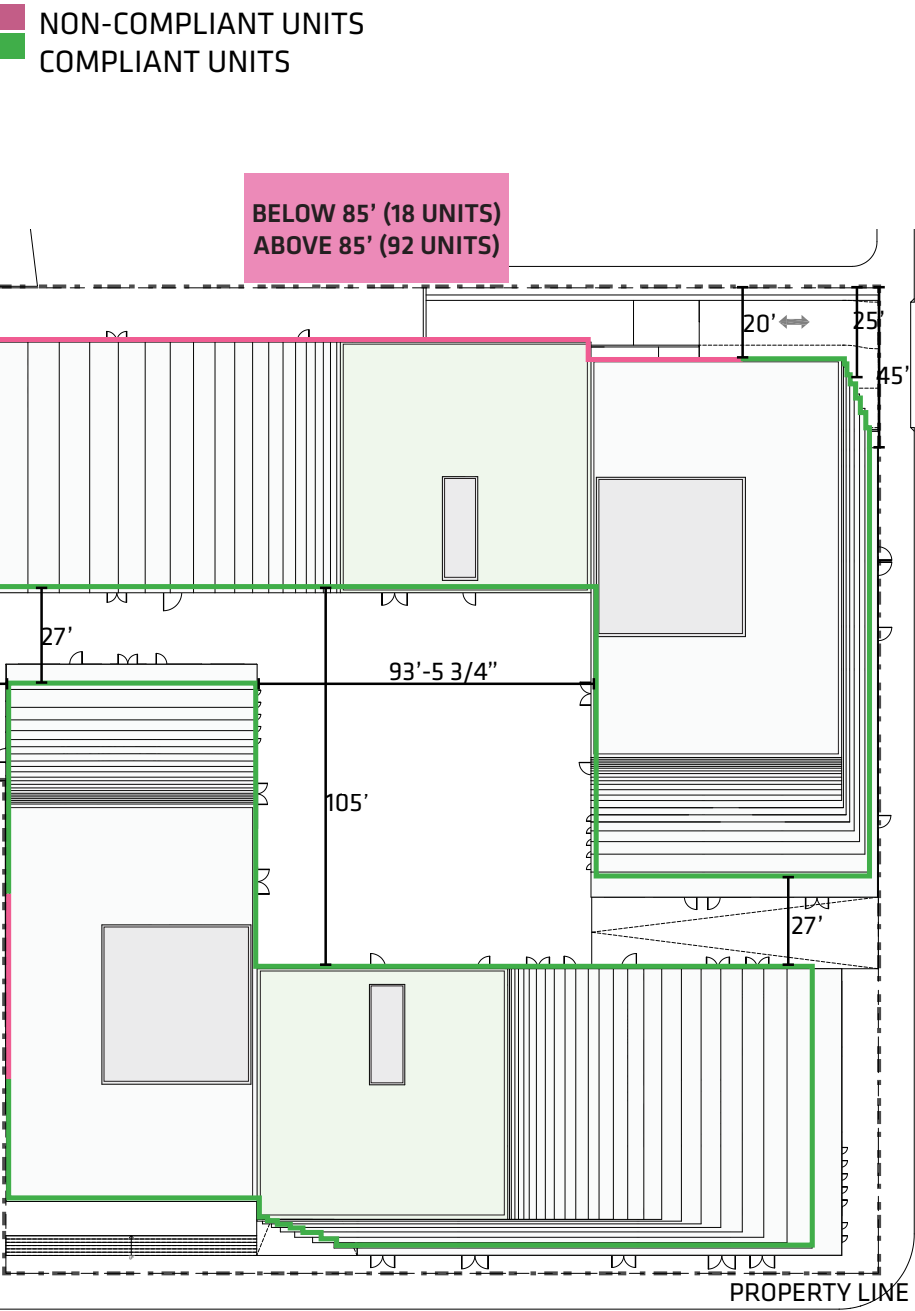 NON-COMPLIANT UNITS
COMPLIANT UNITS
BELOW 85’ (18 UNITS)
ABOVE 85’ (92 UNITS)
20’
25’
45’
27’
93’-5 3/4”
105’
27’
PROPERTY LINE